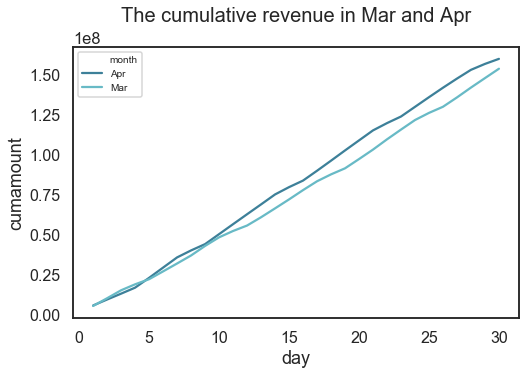 The cumulative revenue in Mar and Apr
1e8
month
Apr
Mar
1.50
1.25
1.00
0.75
0.50
0.25
0.00
cumamount
0 5 10 15 20 25 30
day